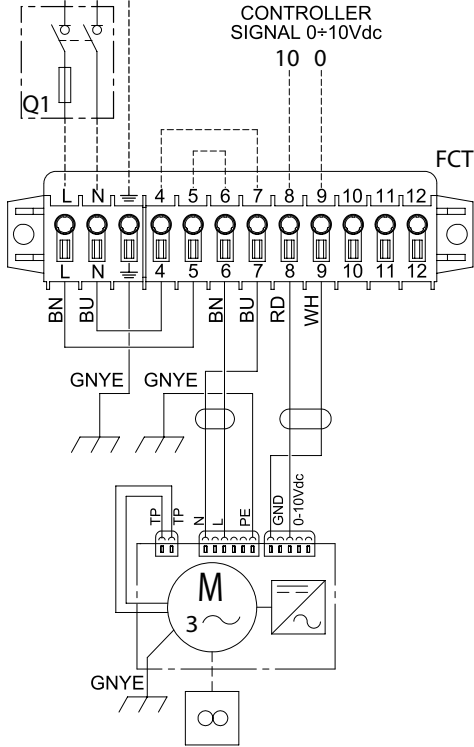 CONTROLLER
SIGNAL 0÷10Vdc
10 0
Q1
FCT
L N 4 5 6 7 8 9 10 11 12
L N 4 5 6 7 8 9 10 11 12
BN BU BN BU RD WH
GNYE GNYE
TP TP N L PE GND 0-10Vdc
M
3
GNYE